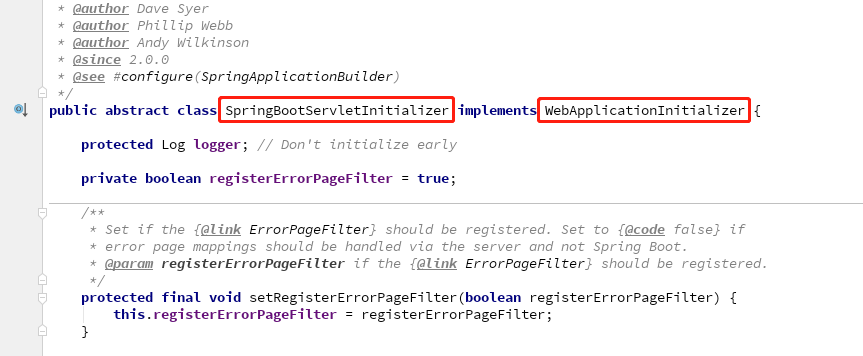 * @author Dave Syer
* @author Phillip Webb
* @author Andy Wilkinson
* @since 2.0.0
* @see #configure(SpringApplicationBuilder)
*/
public abstract class SpringBootServletInitializer implements WebApplicationInitializer {
protected Log logger; // Don't initialize early
private boolean registerErrorPageFilter = true;
/**
* Set if the {@link ErrorPageFilter} should be registered. Set to {@code false} if
* error page mappings should be handled via the server and not Spring Boot.
* @param registerErrorPageFilter if the {@link ErrorPageFilter} should be registered.
*/
protected final void setRegisterErrorPageFilter(boolean registerErrorPageFilter) {
this.registerErrorPageFilter = registerErrorPageFilter;
}